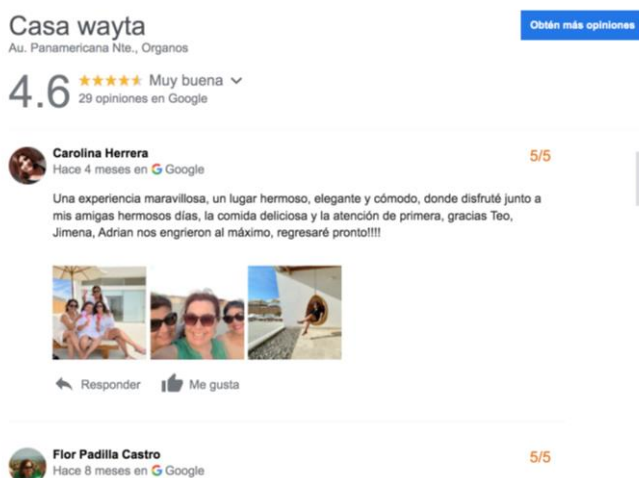 Casa wayta
Au. Panamericana Nte., Organos
Obtén más opiniones
4.6
Muy buena
29 opiniones en Google
Carolina Herrera
5/5
Hace 4 meses en Google
Una experiencia maravillosa, un lugar hermoso, elegante y cómodo, donde disfruté junto a
mis amigas hermosos días, la comida deliciosa y la atención de primera, gracias Teo,
Jimena, Adrian nos engrieron al máximo, regresaré pronto!!!!
Responder Me gusta
Flor Padilla Castro
5/5
Hace 8 meses en Google